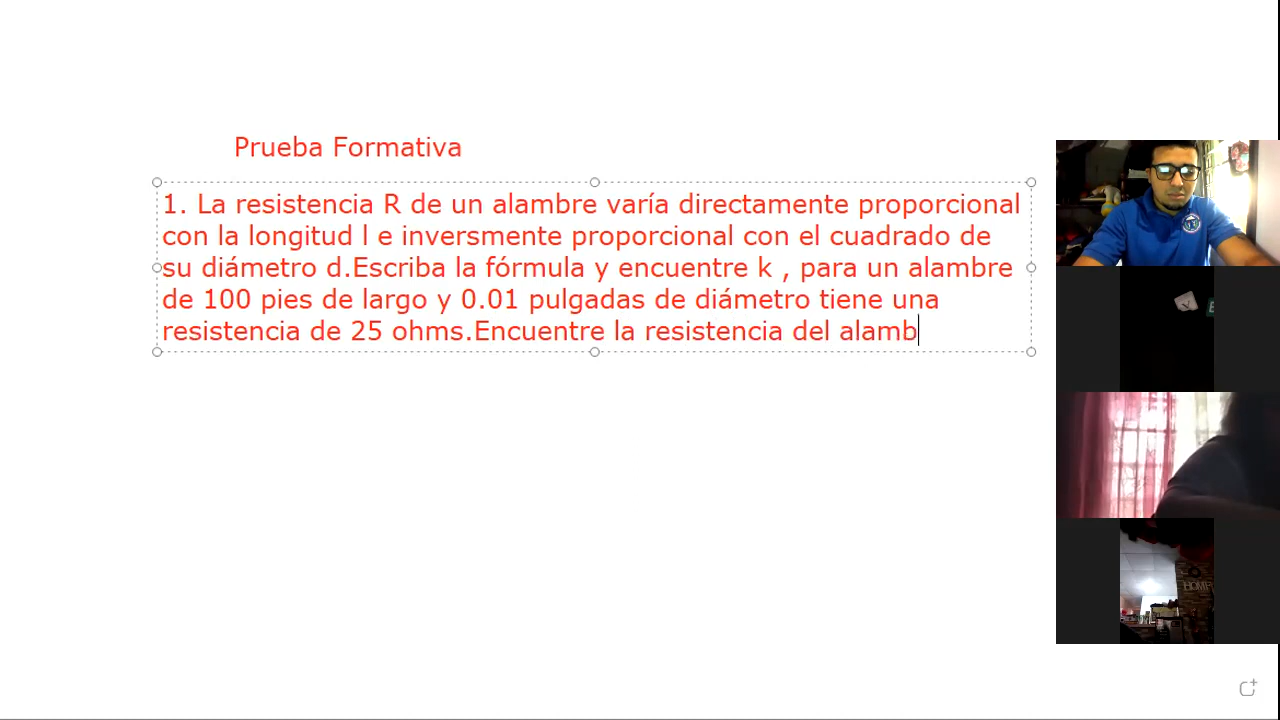 Prueba Formativa
1. La resistencia R de un alambre varía directamente proporcional
con la longitud l e inversmente proporcional con el cuadrado de
su diámetro d.Escriba la fórmula y encuentre k , para un alambre
de 100 pies de largo y 0.01 pulgadas de diámetro tiene una
resistencia de 25 ohms.Encuentre la resistencia del alamb
HOME